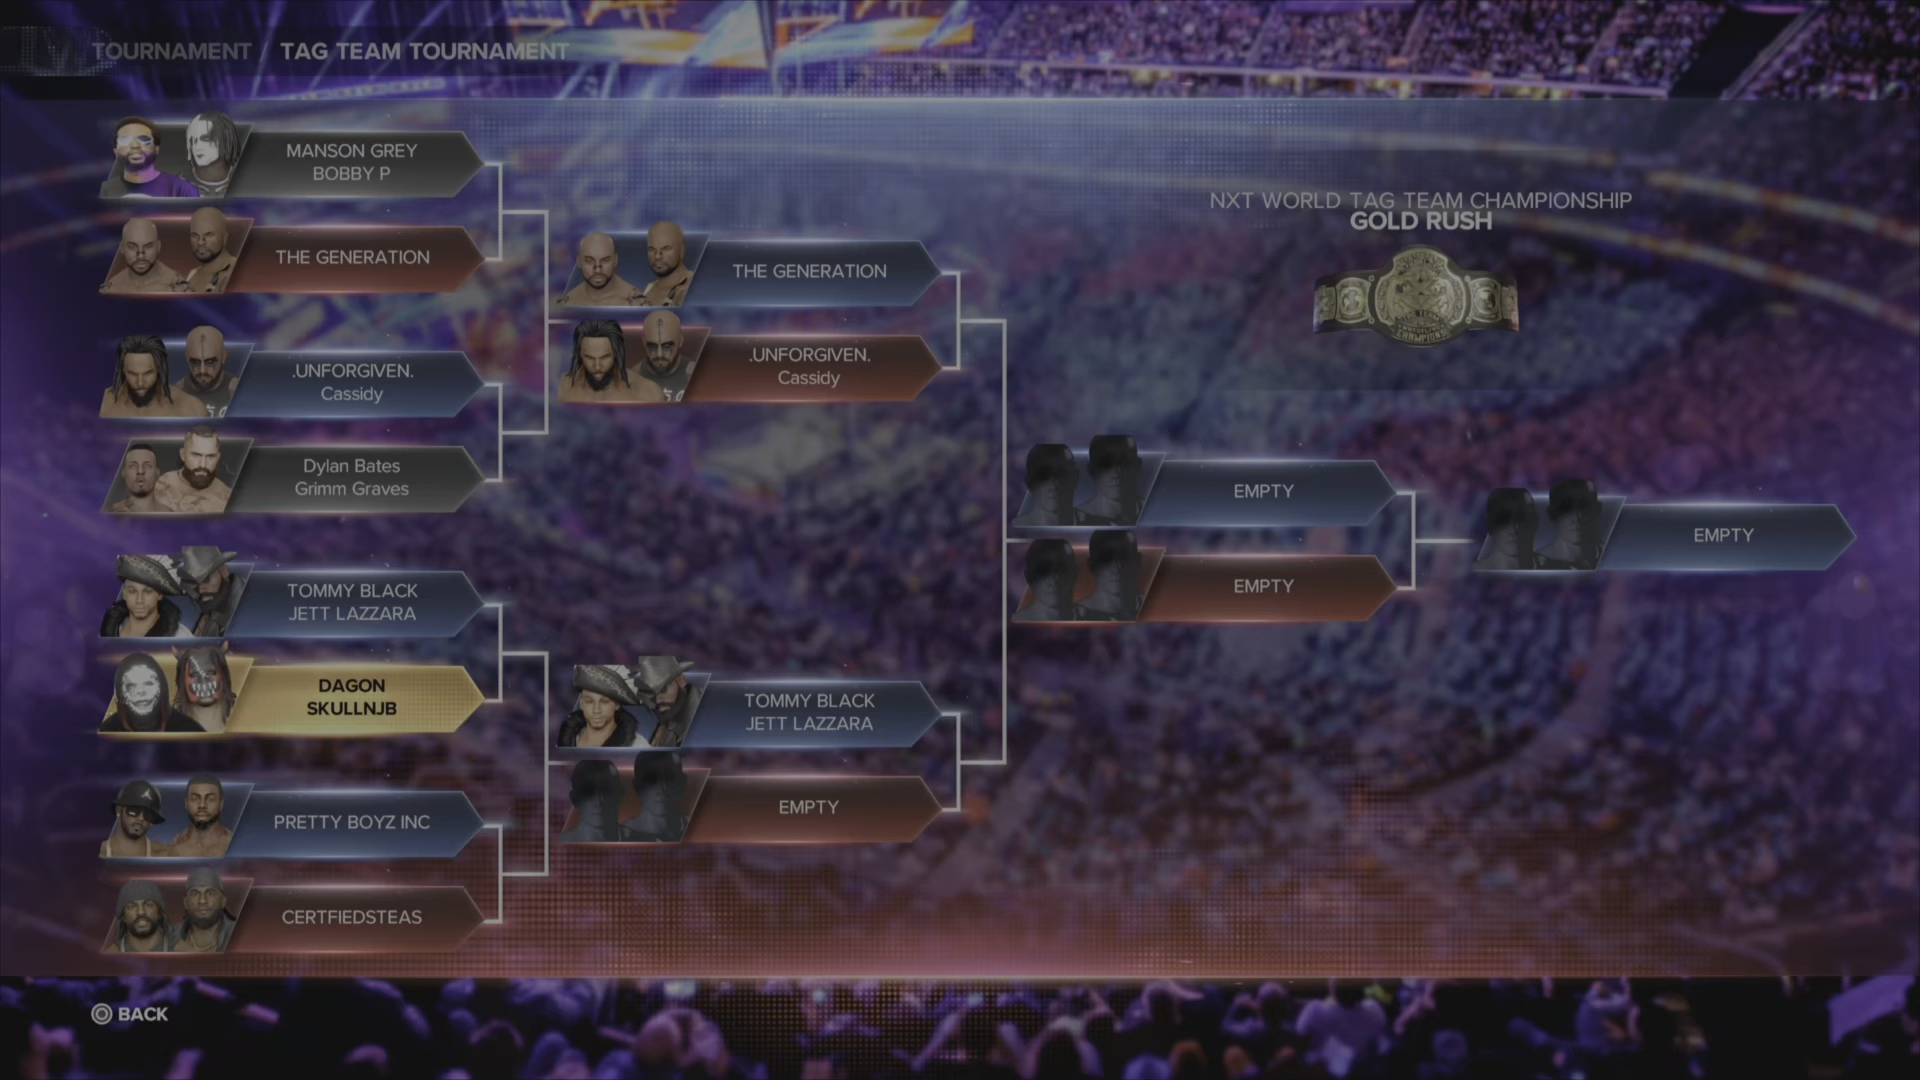 TOURNAMENT / TAG TEAM TOURNAMENT
NXT WORLD TAG TEAM CHAMPIONSHIP
GOLD RUSH
MANSON GREY
BOBBY P
THE GENERATION
.UNFORGIVEN.
Cassidy
Dylan Bates
Grimm Graves
TOMMY BLACK
JETT LAZZARA
DAGON
SKULLNJB
PRETTY BOYZ INC
CERTFIEDSTEAS
THE GENERATION
.UNFORGIVEN.
Cassidy
TOMMY BLACK
JETT LAZZARA
EMPTY
EMPTY
EMPTY
EMPTY
BACK